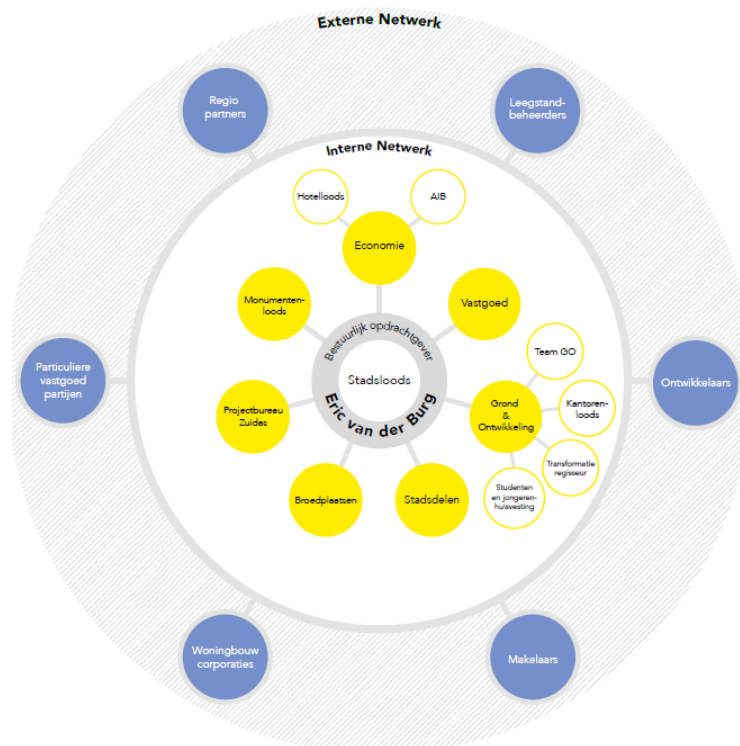 Externe Netwerk
Regio
partners
Leegstand-
beheerders
Interne Netwerk
Hotelloods
AIB
Economie
Monumenten-
loods
Vastgoed
Bestuurlijk opdrachtgever
Stadsloods
Eric van der Burg
Team GO
Particuliere
vastgoed
partijen
Ontwikkelaars
Projectbureau
Zuidas
Grond
&
Ontwikkeling
Kantoren-
loods
Transformatie
regisseur
Studenten
en jongeren-
huisvesting
Broedplaatsen
Stadsdelen
Woningbouw
corporaties
Makelaars